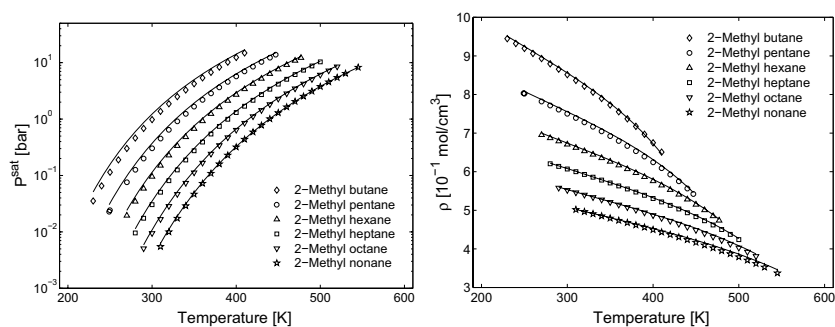 10²
10¹
10⁰
10⁻¹
10⁻²
10⁻³
Pˢᵃᵗ [bar]
2−Methyl butane
2−Methyl pentane
2−Methyl hexane
2−Methyl heptane
2−Methyl octane
2−Methyl nonane
200 300 400 500 600
Temperature [K]
10
9
8
7
6
5
4
3
ρ [10⁻¹ mol/cm³]
2−Methyl butane
2−Methyl pentane
2−Methyl hexane
2−Methyl heptane
2−Methyl octane
2−Methyl nonane
200 300 400 500 600
Temperature [K]